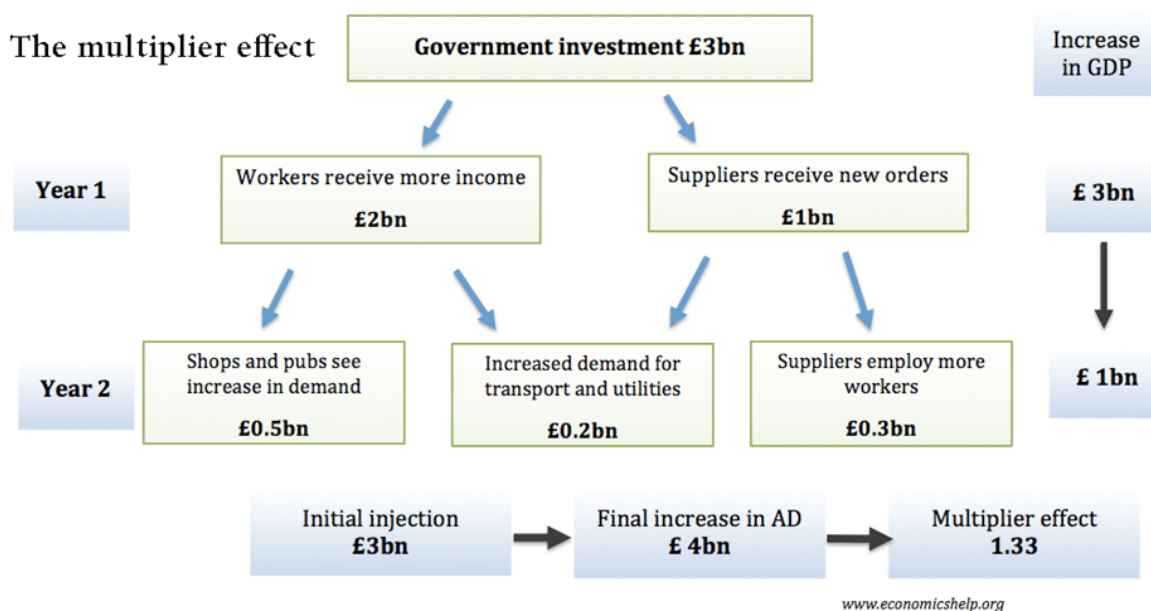 The multiplier effect
Government investment £3bn
Increase
in GDP
Year 1
Workers receive more income
£2bn
Suppliers receive new orders
£1bn
£ 3bn
Year 2
Shops and pubs see
increase in demand
£0.5bn
Increased demand for
transport and utilities
£0.2bn
Suppliers employ more
workers
£0.3bn
£ 1bn
Initial injection
£3bn
Final increase in AD
£ 4bn
Multiplier effect
1.33
www.economicshelp.org